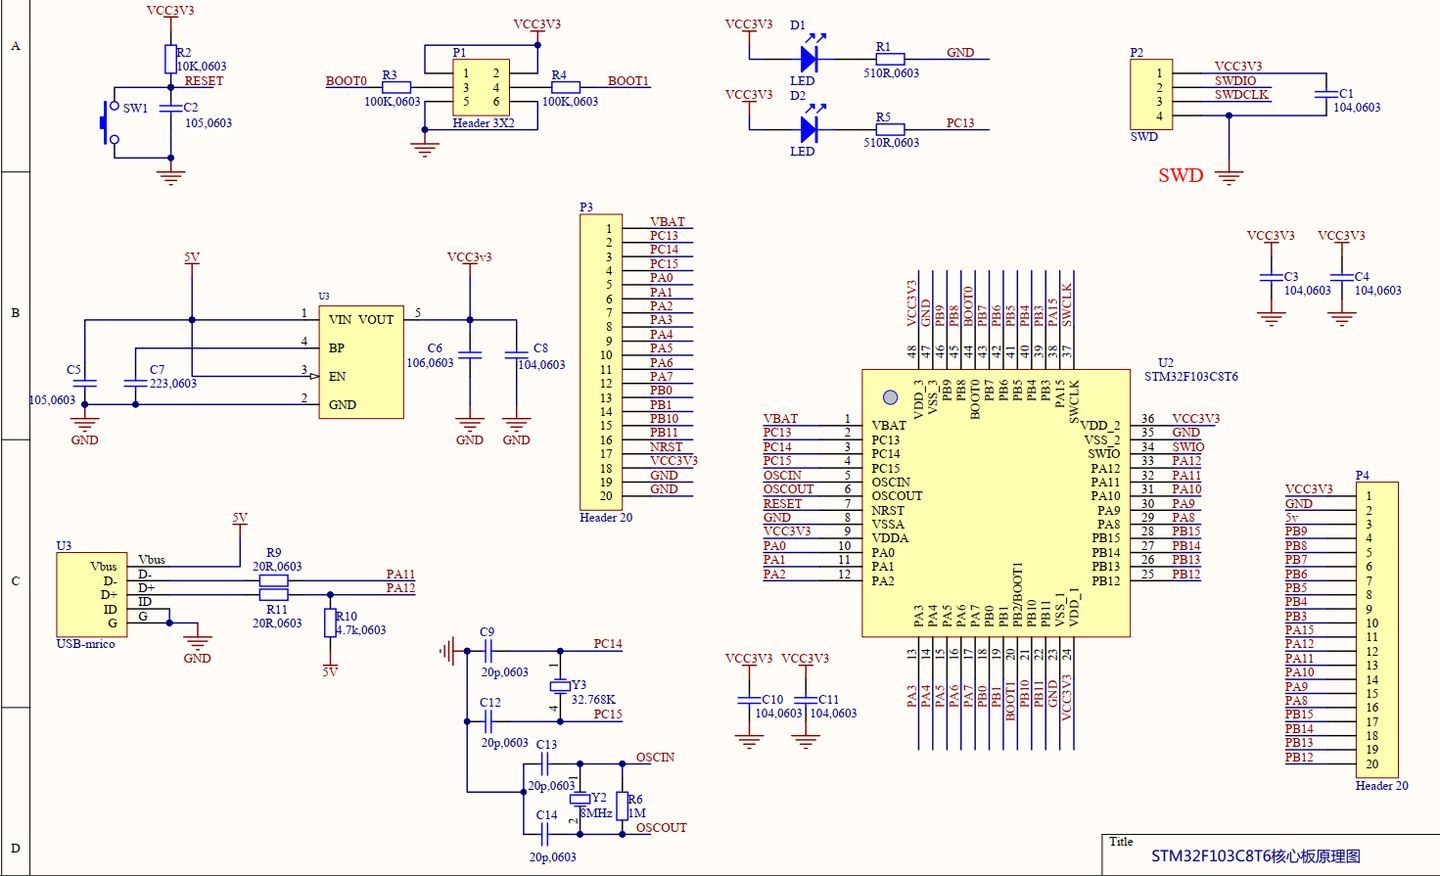 A
VCC3V3
R2
10K,0603
RESET
SW1
C2
105,0603
VCC3V3
P1
BOOT0
R3
100K,0603
1 2
3 4
5 6
R4
100K,0603
BOOT1
Header 3X2
VCC3V3
D1
LED
R1
510R,0603
GND
VCC3V3
D2
LED
R5
510R,0603
PC13
P2
1 VCC3V3
2 SWDIO
3 SWDCLK
4
SWD
C1
104,0603
SWD
B
5V
U3
1 VIN VOUT 5
4 BP
3 EN
2 GND
C5
105,0603
C7
223,0603
GND
VCC3v3
C6
106,0603
C8
104,0603
GND
GND
P3
1 VBAT
2 PC13
3 PC14
4 PC15
5 PA0
6 PA1
7 PA2
8 PA3
9 PA4
10 PA5
11 PA6
12 PA7
13 PB0
14 PB1
15 PB10
16 PB11
17 NRST
18 VCC3V3
19 GND
20 GND
Header 20
VCC3V3
C3
104,0603
VCC3V3
C4
104,0603
U2
STM32F103C8T6
VCC3V3 48 VDD_3
GND 47 VSS_3
PB9 46 PB9
PB8 45 PB8
BOOT0 44 BOOT0
PB7 43 PB7
PB6 42 PB6
PB5 41 PB5
PB4 40 PB4
PB3 39 PB3
PA15 38 PA15
SWCLK 37 SWCLK
VBAT 1 VBAT
PC13 2 PC13
PC14 3 PC14
PC15 4 PC15
OSCIN 5 OSCIN
OSCOUT 6 OSCOUT
RESET 7 NRST
GND 8 VSSA
VCC3V3 9 VDDA
PA0 10 PA0
PA1 11 PA1
PA2 12 PA2
VDD_2 36 VCC3V3
VSS_2 35 GND
SWIO 34 SWIO
PA12 33 PA12
PA11 32 PA11
PA10 31 PA10
PA9 30 PA9
PA8 29 PA8
PB15 28 PB15
PB14 27 PB14
PB13 26 PB13
PB12 25 PB12
PA3 13 PA3
PA4 14 PA4
PA5 15 PA5
PA6 16 PA6
PA7 17 PA7
PB0 18 PB0
PB1 19 PB1
PB2/BOOT1 20 BOOT1
PB10 21 PB10
PB11 22 PB11
VSS_1 23 GND
VDD_1 24 VCC3V3
C
U3
Vbus Vbus
D- D-
D+ D+
ID ID
G G
USB-mrico
5V
R9
20R,0603
PA11
R11
20R,0603
PA12
R10
4.7k,0603
5V
GND
C9
20p,0603
PC14
1
Y3
32.768K
4
C12
20p,0603
PC15
C13
20p,0603
OSCIN
1
Y2
8MHz
2
R6
1M
C14
20p,0603
OSCOUT
VCC3V3
C10
104,0603
VCC3V3
C11
104,0603
P4
VCC3V3 1
GND 2
5v 3
PB9 4
PB8 5
PB7 6
PB6 7
PB5 8
PB4 9
PB3 10
PA15 11
PA12 12
PA11 13
PA10 14
PA9 15
PA8 16
PB15 17
PB14 18
PB13 19
PB12 20
Header 20
D
Title
STM32F103C8T6核心板原理图